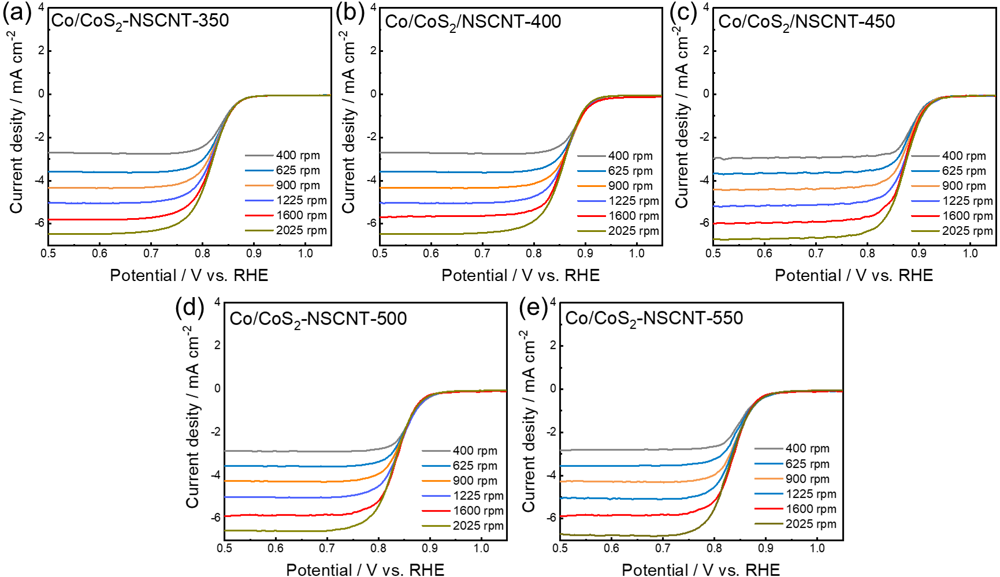 (a)
Co/CoS2-NSCNT-350
Current desity / mA cm-2
4
2
0
-2
-4
-6
400 rpm
625 rpm
900 rpm
1225 rpm
1600 rpm
2025 rpm
0.5 0.6 0.7 0.8 0.9 1.0
Potential / V vs. RHE
(b)
Co/CoS2/NSCNT-400
Current desity / mA cm-2
4
2
0
-2
-4
-6
400 rpm
625 rpm
900 rpm
1225 rpm
1600 rpm
2025 rpm
0.5 0.6 0.7 0.8 0.9 1.0
Potential / V vs. RHE
(c)
Co/CoS2/NSCNT-450
Current desity / mA cm-2
4
2
0
-2
-4
-6
400 rpm
625 rpm
900 rpm
1225 rpm
1600 rpm
2025 rpm
0.5 0.6 0.7 0.8 0.9 1.0
Potential / V vs. RHE
(d)
Co/CoS2-NSCNT-500
Current desity / mA cm-2
4
2
0
-2
-4
-6
400 rpm
625 rpm
900 rpm
1225 rpm
1600 rpm
2025 rpm
0.5 0.6 0.7 0.8 0.9 1.0
Potential / V vs. RHE
(e)
Co/CoS2-NSCNT-550
Current desity / mA cm-2
4
2
0
-2
-4
-6
400 rpm
625 rpm
900 rpm
1225 rpm
1600 rpm
2025 rpm
0.5 0.6 0.7 0.8 0.9 1.0
Potential / V vs. RHE